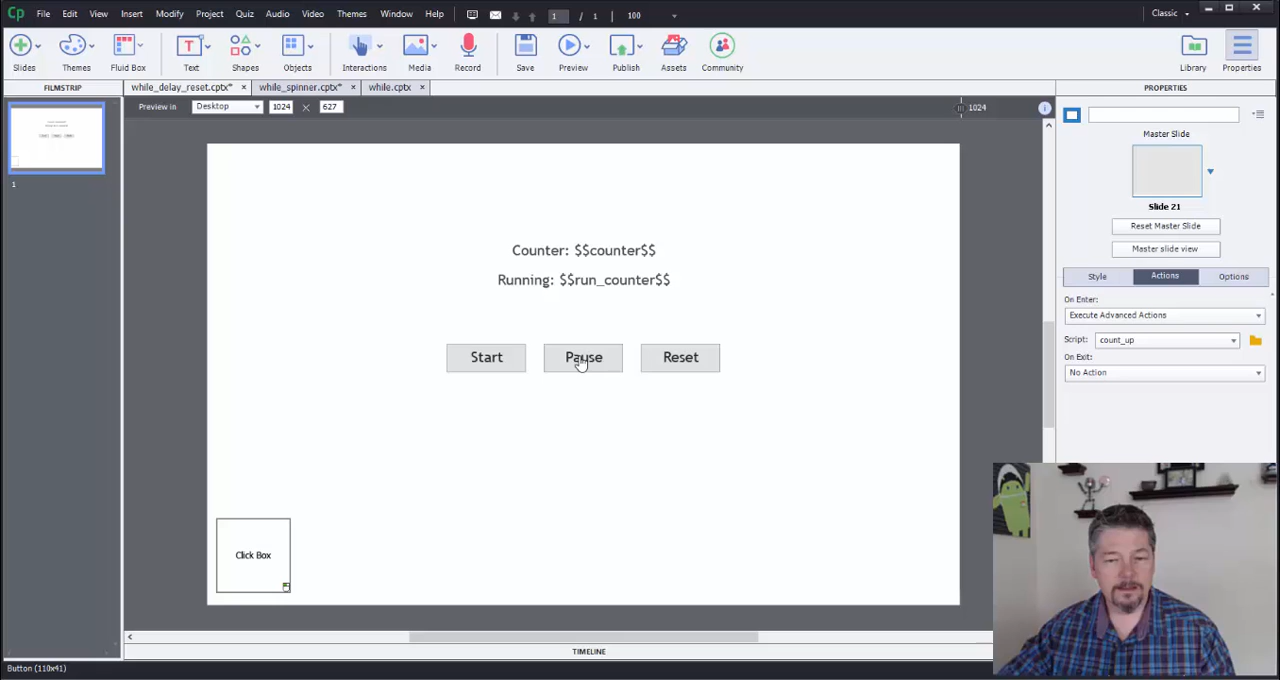 Cp File Edit View Insert Modify Project Quiz Audio Video Themes Window Help 1 / 1 100 Classic
Slides Themes Fluid Box Text Shapes Objects Interactions Media Record Save Preview Publish Assets Community Library Properties
FILMSTRIP while_delay_reset.cptx* × while_spinner.cptx* × while.cptx × PROPERTIES
Preview in Desktop 1024 × 627 1024
Master Slide
Slide 21
Reset Master Slide
Master slide view
Style Actions Options
On Enter:
Execute Advanced Actions
Script: count_up
On Exit:
No Action
1
Counter: $$counter$$
Running: $$run_counter$$
Start Pause Reset
Click Box
TIMELINE
Button (110x41)